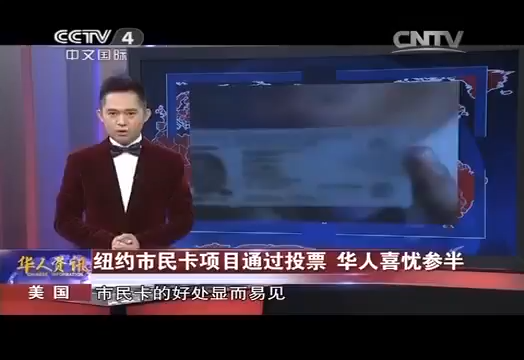 CCTV 4
中文国际
CNTV
华人资讯
CHINESE INFORMATION
纽约市民卡项目通过投票 华人喜忧参半
美国
市民卡的好处显而易见